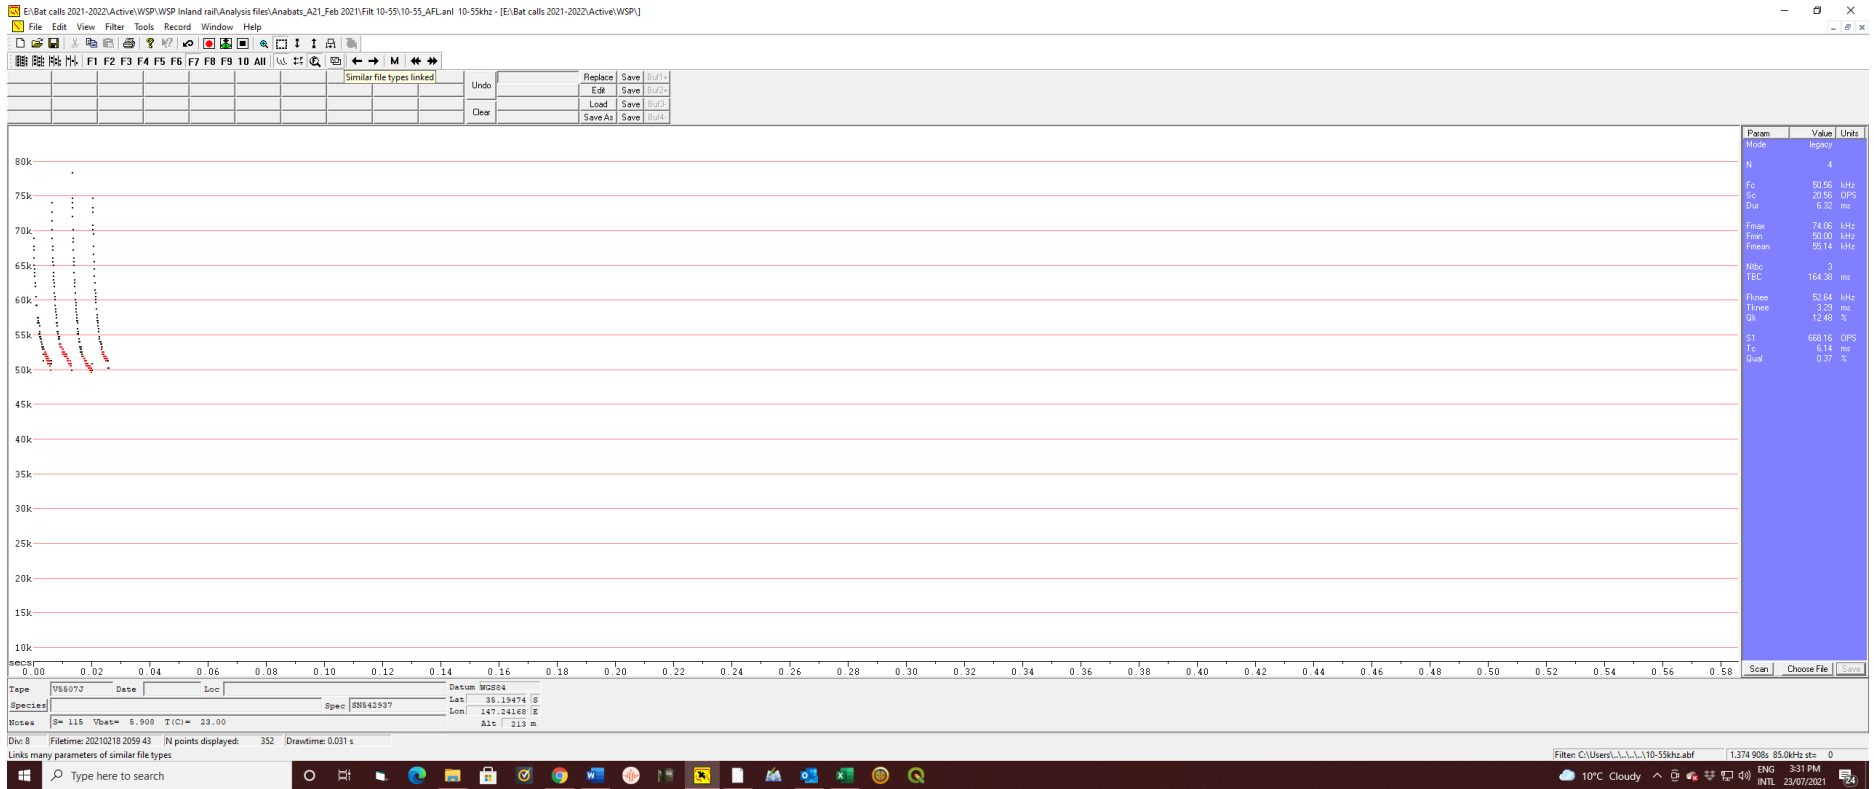 E:\Bat calls 2021-2022\Active\WSP\WSP Inland rail\Analysis files\Anabats_A21_Feb 2021\Filt 10-55\10-55_AFL.anl 10-55khz - [E:\Bat calls 2021-2022\Active\WSP\]
File Edit View Filter Tools Record Window Help
F1 F2 F3 F4 F5 F6 F7 F8 F9 10 All M
Similar file types linked
Undo
Clear
Replace Save Buf1+
Edit Save Buf2+
Load Save Buf3-
Save As Save Buf4-
80k
75k
70k
65k
60k
55k
50k
45k
40k
35k
30k
25k
20k
15k
10k
secs
0.00 0.02 0.04 0.06 0.08 0.10 0.12 0.14 0.16 0.18 0.20 0.22 0.24 0.26 0.28 0.30 0.32 0.34 0.36 0.38 0.40 0.42 0.44 0.46 0.48 0.50 0.52 0.54 0.56 0.58
Param Value Units
Mode legacy
N 4
Fc 50.56 kHz
Sc 20.56 OPS
Dur 6.32 ms
Fmax 74.06 kHz
Fmin 50.00 kHz
Fmean 55.14 kHz
Ntbc 3
TBC 164.38 ms
Fknee 52.64 kHz
Tknee 3.29 ms
Qk 12.48 %
S1 668.16 OPS
Tc 6.14 ms
Qual 0.37 %
Scan Choose File Save
Tape V5507J Date Loc
Species Spec SN542937
Notes S= 115 Vbat= 5.908 T(C)= 23.00
Datum WGS84
Lat 35.19474 S
Lon 147.24168 E
Alt 213 m
Div: 8 Filetime: 20210218 2059 43 N points displayed: 352 Drawtime: 0.031 s
Links many parameters of similar file types
Filter: C:\Users\..\..\..\..\10-55khz.abf 1.374 908s 85.0kHz st= 0
Type here to search
10°C Cloudy
ENG
INTL
3:31 PM
23/07/2021
24